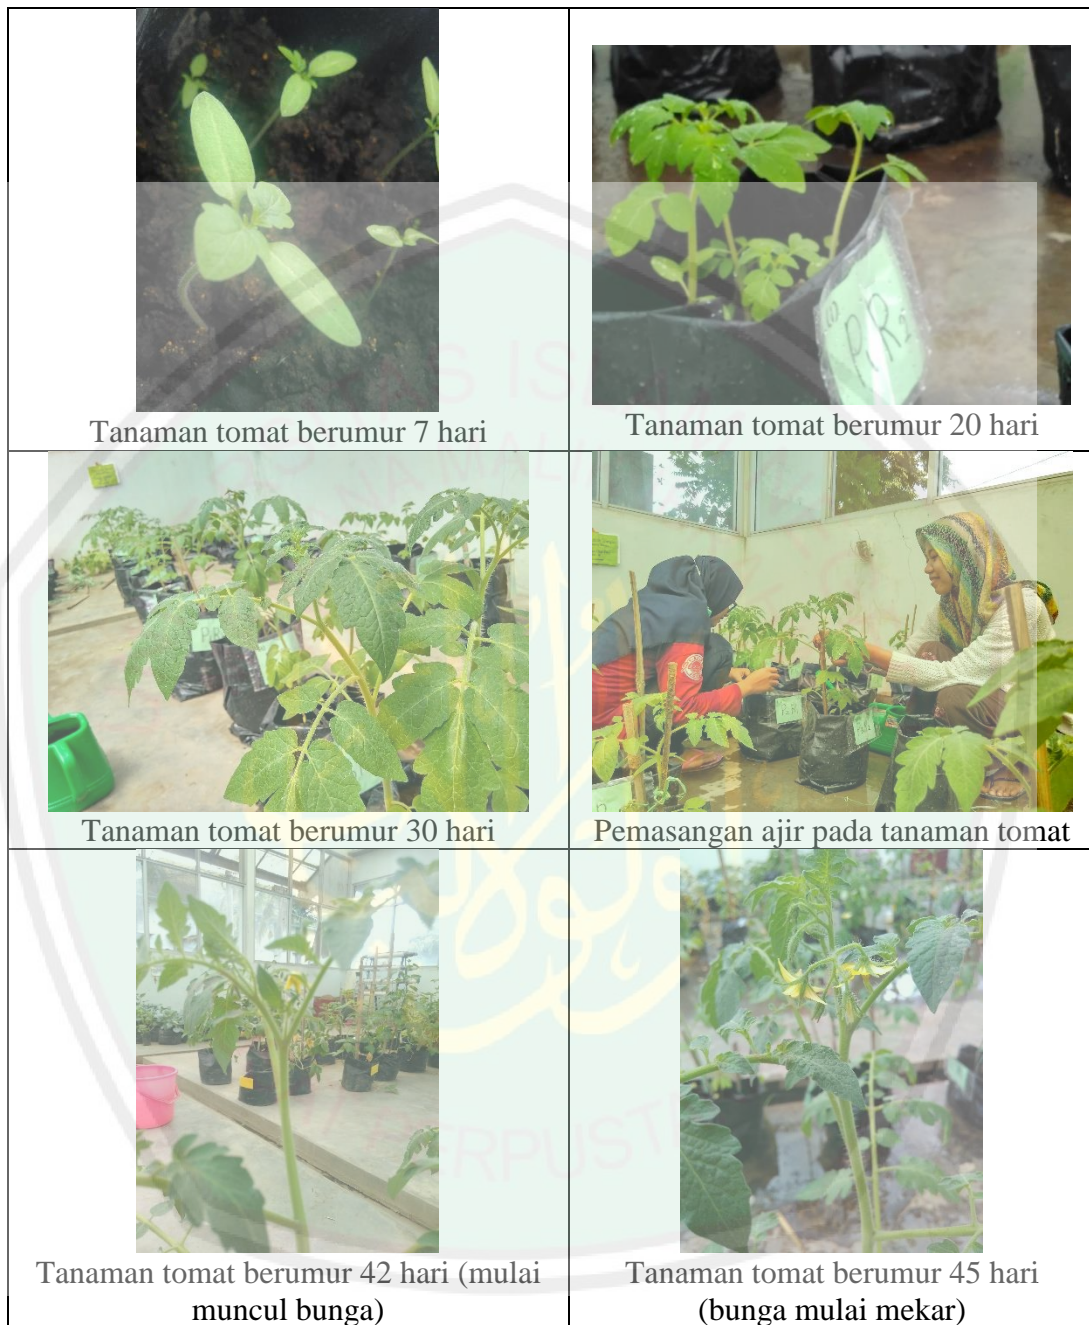 P₂R₂
Tanaman tomat berumur 7 hari
Tanaman tomat berumur 20 hari
Tanaman tomat berumur 30 hari
Pemasangan ajir pada tanaman tomat
Tanaman tomat berumur 42 hari (mulai
muncul bunga)
Tanaman tomat berumur 45 hari
(bunga mulai mekar)